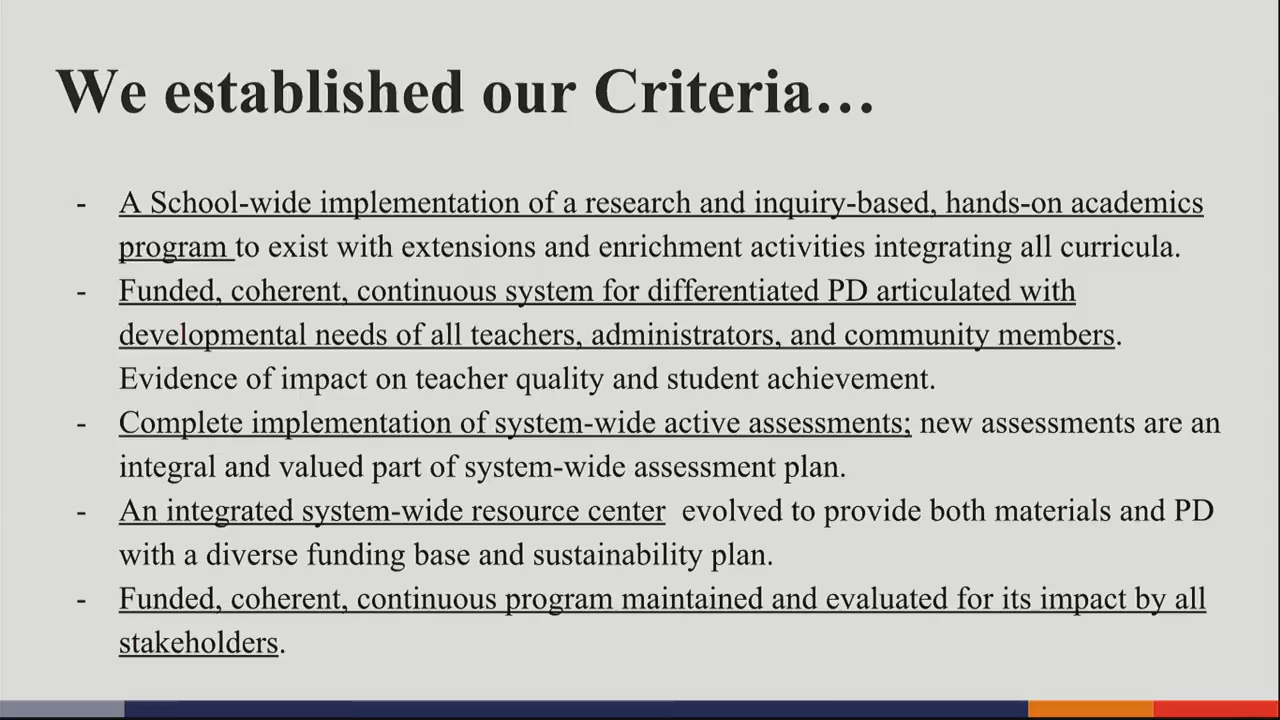 We established our Criteria…
- A School-wide implementation of a research and inquiry-based, hands-on academics
program to exist with extensions and enrichment activities integrating all curricula.
- Funded, coherent, continuous system for differentiated PD articulated with
developmental needs of all teachers, administrators, and community members.
Evidence of impact on teacher quality and student achievement.
- Complete implementation of system-wide active assessments; new assessments are an
integral and valued part of system-wide assessment plan.
- An integrated system-wide resource center evolved to provide both materials and PD
with a diverse funding base and sustainability plan.
- Funded, coherent, continuous program maintained and evaluated for its impact by all
stakeholders.